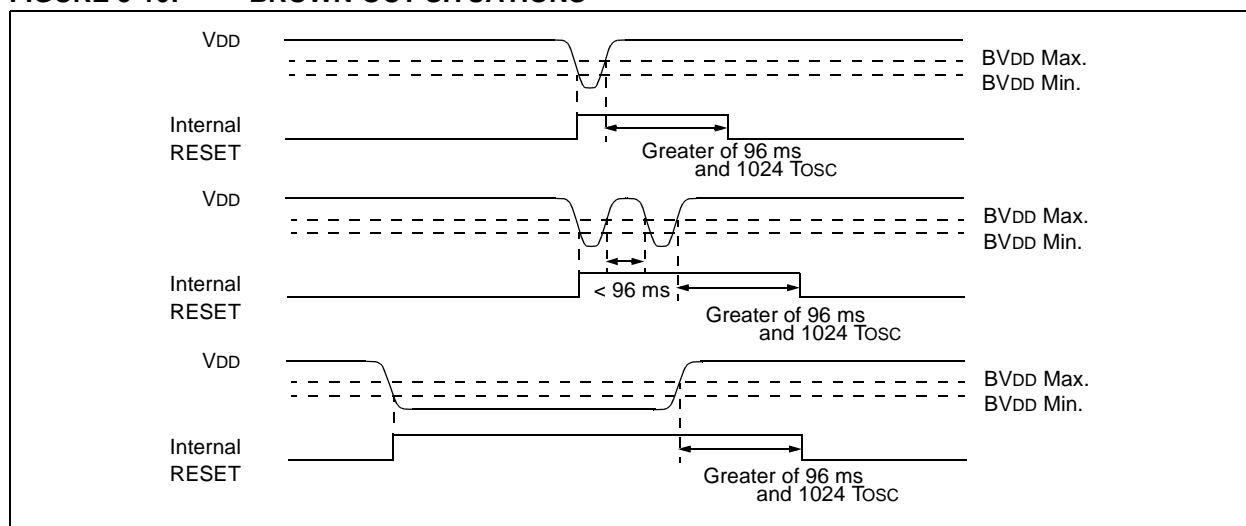 VDD
BVDD Max.
BVDD Min.
Internal
RESET
Greater of 96 ms
and 1024 TOSC
VDD
BVDD Max.
BVDD Min.
Internal
RESET
< 96 ms
Greater of 96 ms
and 1024 TOSC
VDD
BVDD Max.
BVDD Min.
Internal
RESET
Greater of 96 ms
and 1024 TOSC